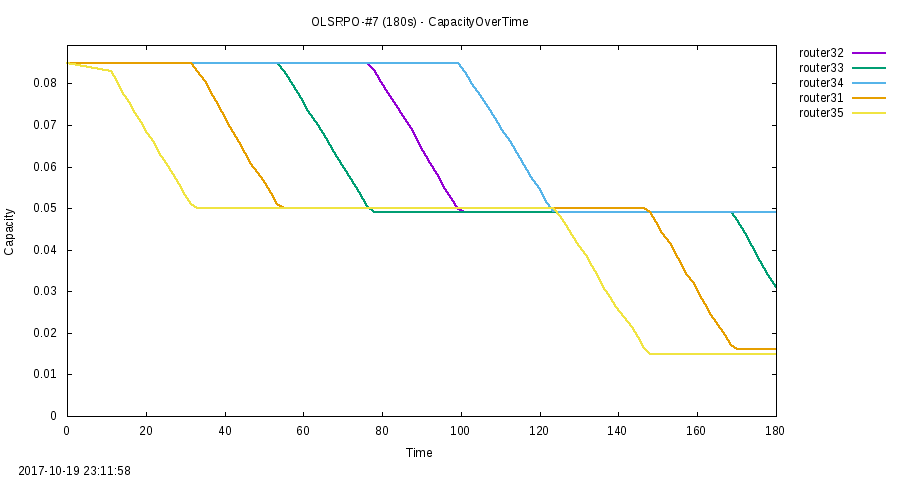 OLSRPO-#7 (180s) - CapacityOverTime
router32
router33
router34
router31
router35
0.08
0.07
0.06
0.05
0.04
0.03
0.02
0.01
0
Capacity
0 20 40 60 80 100 120 140 160 180
Time
2017-10-19 23:11:58